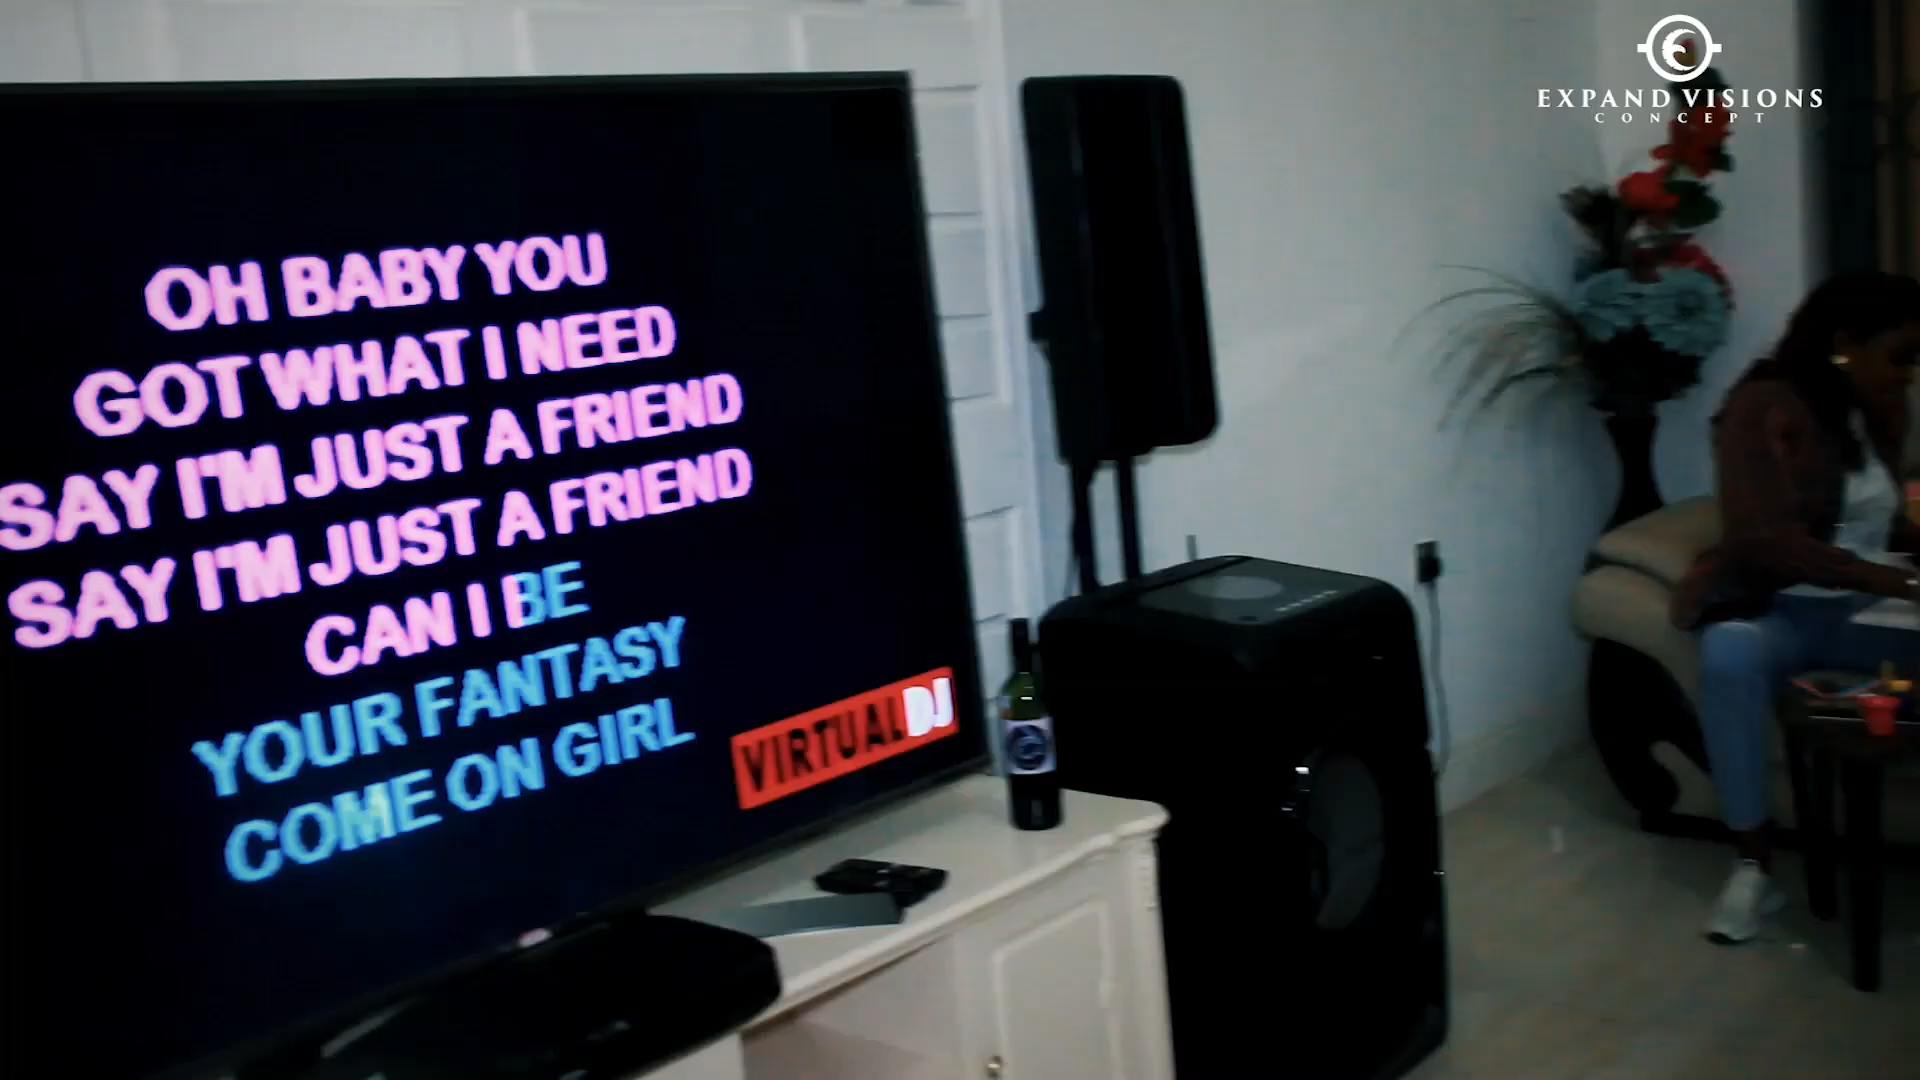 EXPAND VISIONS
CONCEPT
OH BABY YOU
GOT WHAT I NEED
SAY I'M JUST A FRIEND
SAY I'M JUST A FRIEND
CAN I BE
YOUR FANTASY
COME ON GIRL
VIRTUALDJ